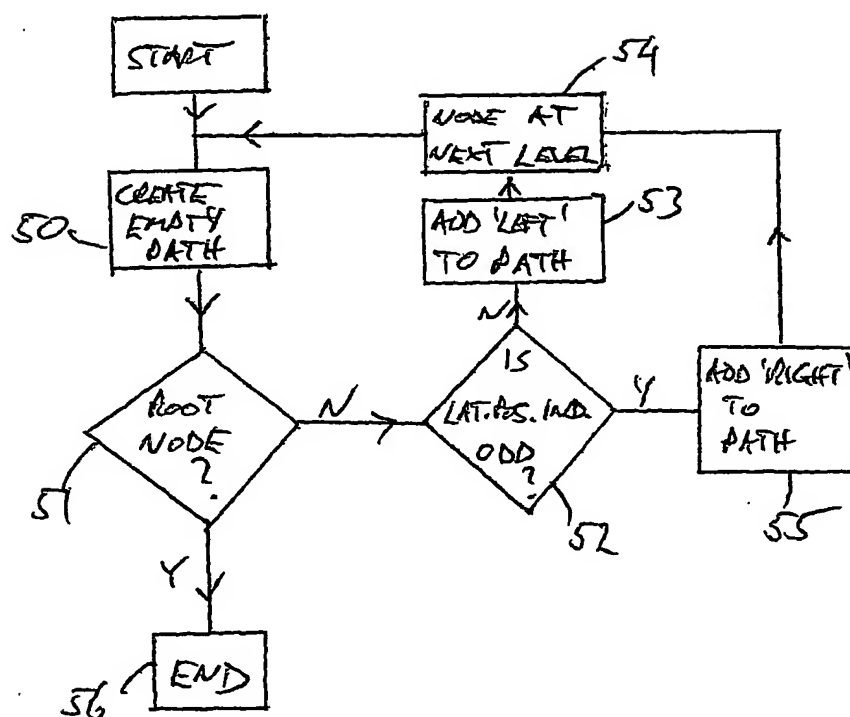 START
50
CREATE
EMPTY
PATH
54
NODE AT
NEXT LEVEL
53
ADD 'LEFT'
TO PATH
N
51
ROOT
NODE
?
N
IS
LAT.POS.IND.
ODD
?
52
Y
ADD 'RIGHT'
TO
PATH
55
Y
56
END